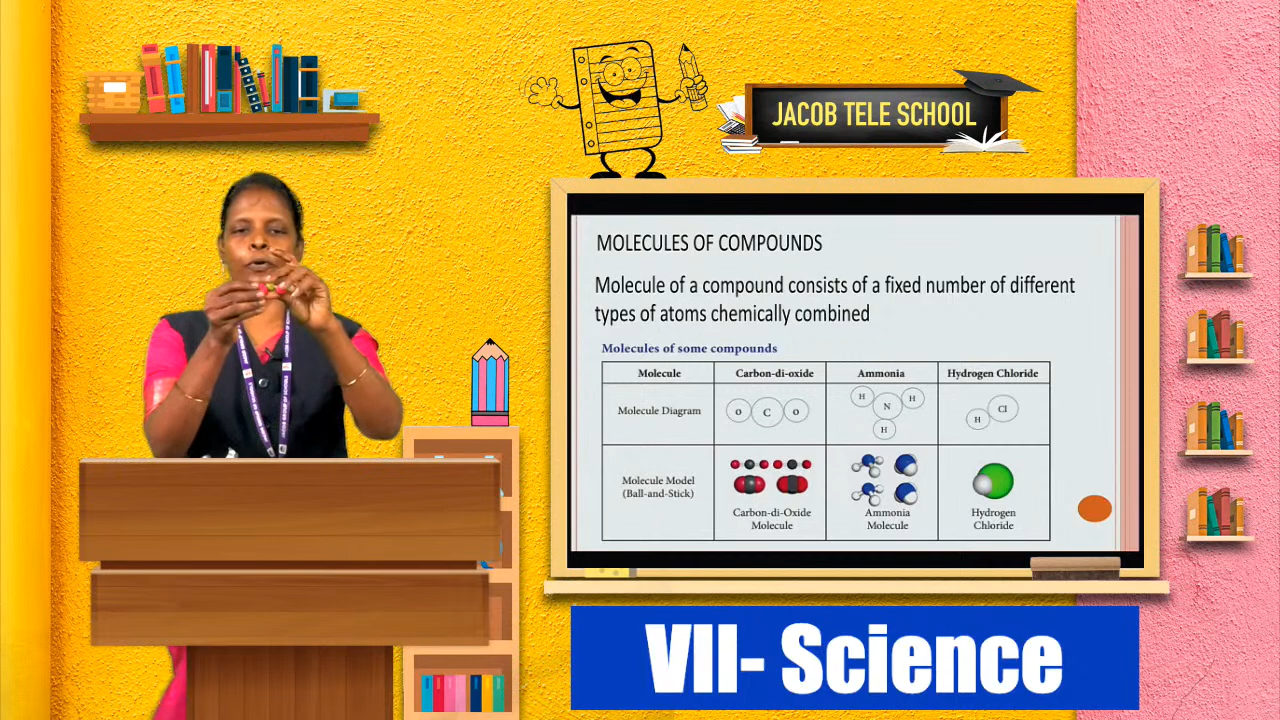 JACOB TELE SCHOOL
MOLECULES OF COMPOUNDS
Molecule of a compound consists of a fixed number of different
types of atoms chemically combined
Molecules of some compounds
Molecule Carbon-di-oxide Ammonia Hydrogen Chloride
Molecule Diagram
O C O
H N H
H
H Cl
Molecule Model
(Ball-and-Stick)
Carbon-di-Oxide
Molecule
Ammonia
Molecule
Hydrogen
Chloride
VII- Science